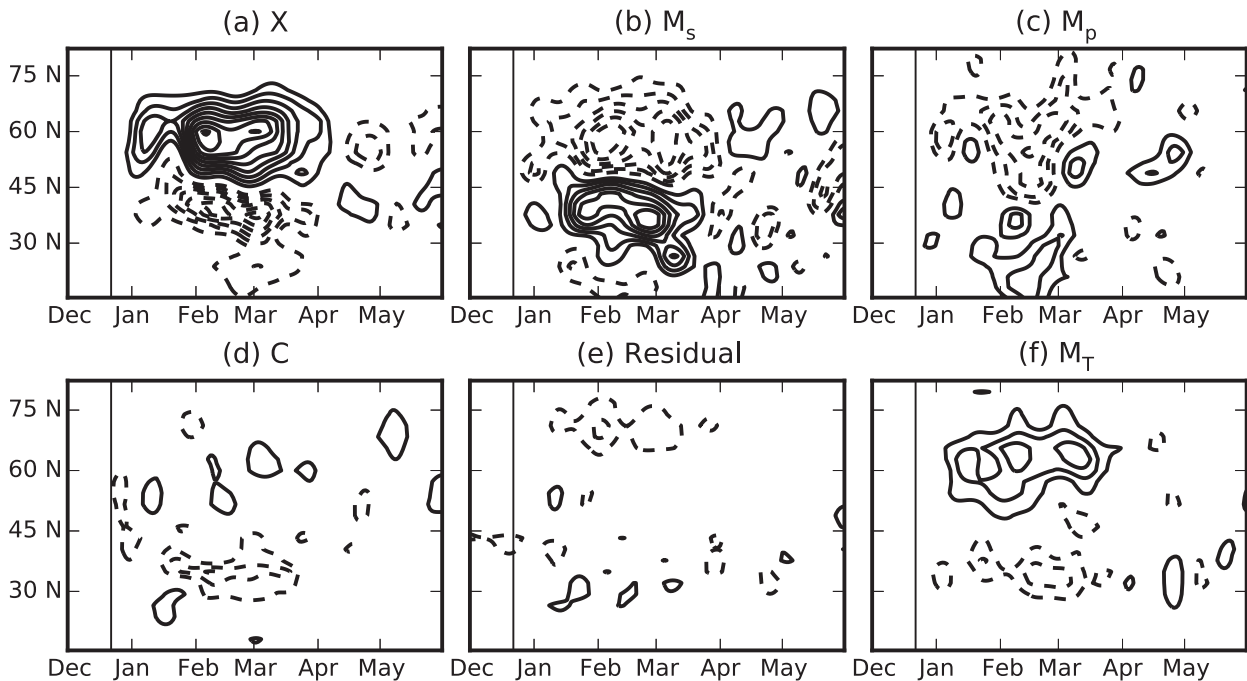 (a) X
(b) Mₛ
(c) Mₚ
75 N
60 N
45 N
30 N
Dec Jan Feb Mar Apr May
Dec Jan Feb Mar Apr May
Dec Jan Feb Mar Apr May
(d) C
(e) Residual
(f) M_T
75 N
60 N
45 N
30 N
Dec Jan Feb Mar Apr May
Dec Jan Feb Mar Apr May
Dec Jan Feb Mar Apr May